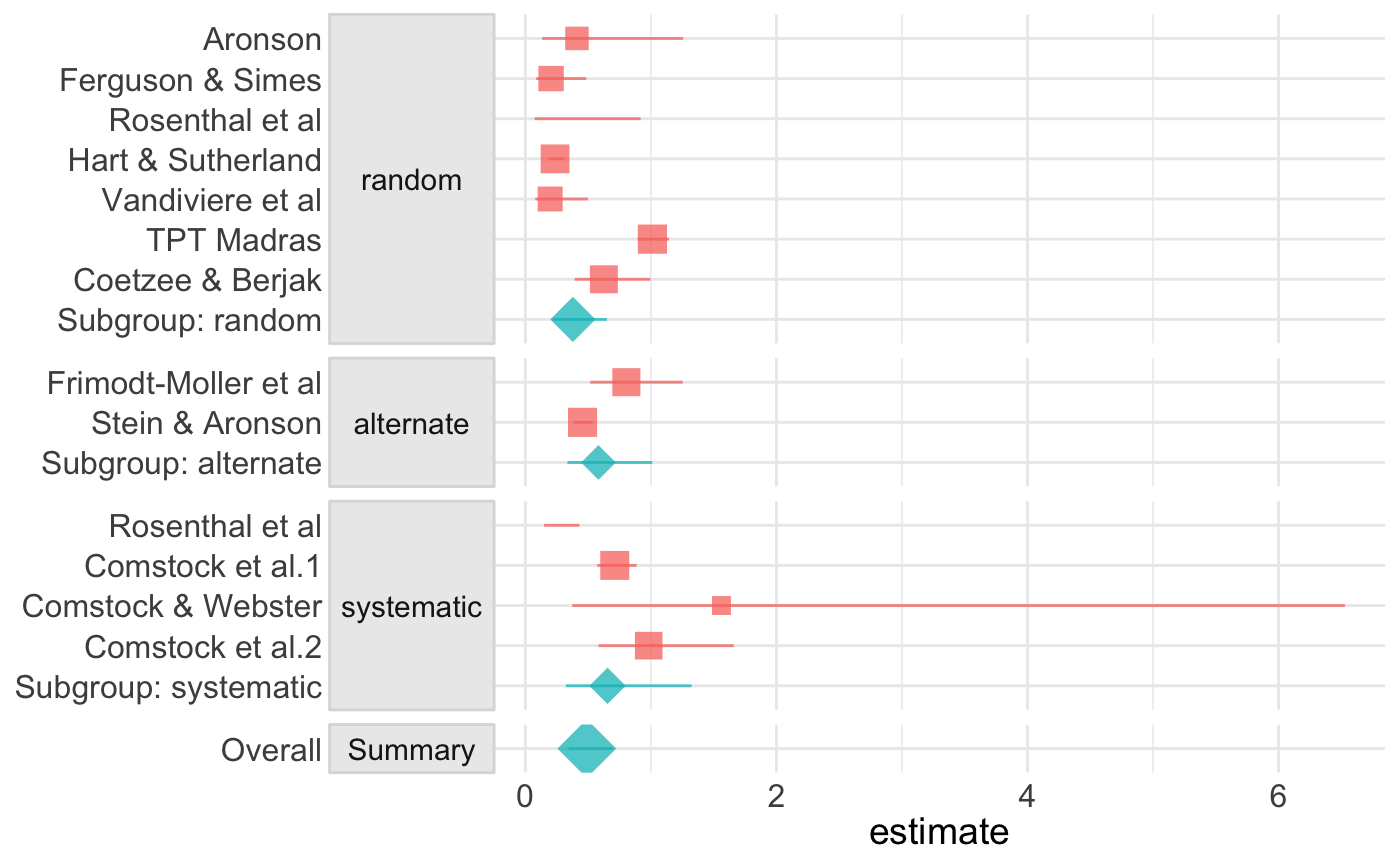 Aronson
Ferguson & Simes
Rosenthal et al
Hart & Sutherland
Vandiviere et al
TPT Madras
Coetzee & Berjak
Subgroup: random
random
Frimodt-Moller et al
Stein & Aronson
Subgroup: alternate
alternate
Rosenthal et al
Comstock et al.1
Comstock & Webster
Comstock et al.2
Subgroup: systematic
systematic
Overall
Summary
0 2 4 6
estimate